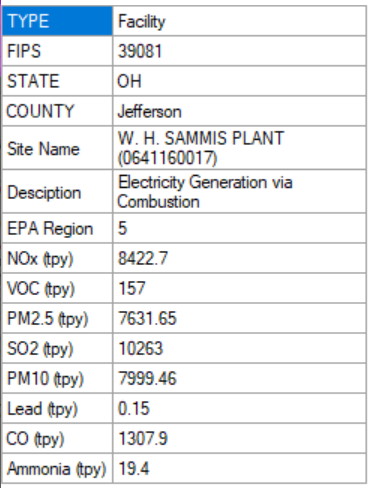 TYPE Facility
FIPS 39081
STATE OH
COUNTY Jefferson
Site Name W. H. SAMMIS PLANT
(0641160017)
Desciption Electricity Generation via
Combustion
EPA Region 5
NOx (tpy) 8422.7
VOC (tpy) 157
PM2.5 (tpy) 7631.65
SO2 (tpy) 10263
PM10 (tpy) 7999.46
Lead (tpy) 0.15
CO (tpy) 1307.9
Ammonia (tpy) 19.4